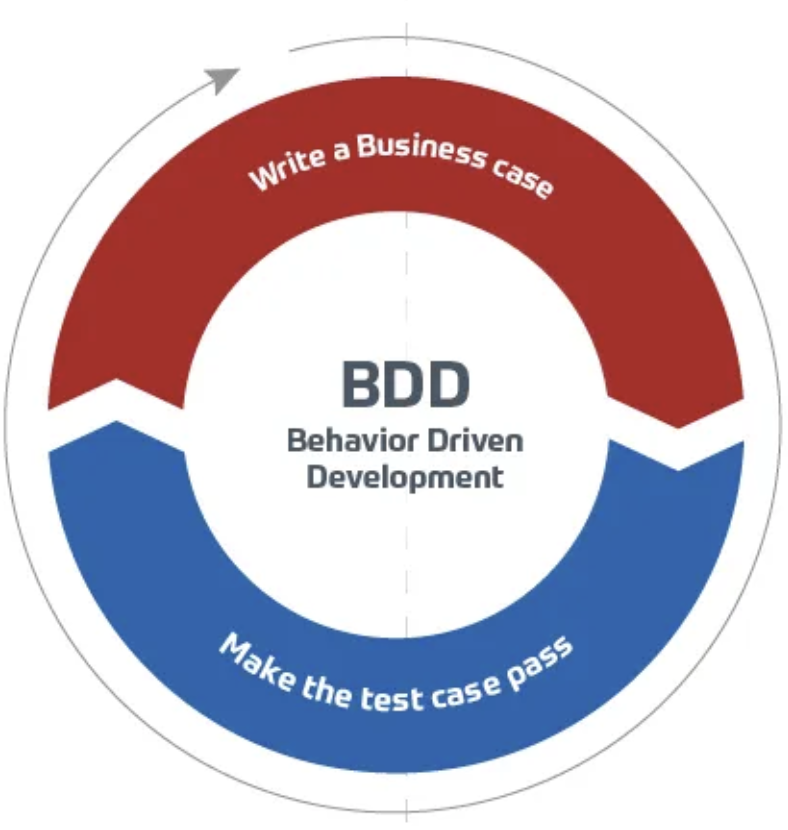 Write a Business case
BDD
Behavior Driven
Development
Make the test case pass